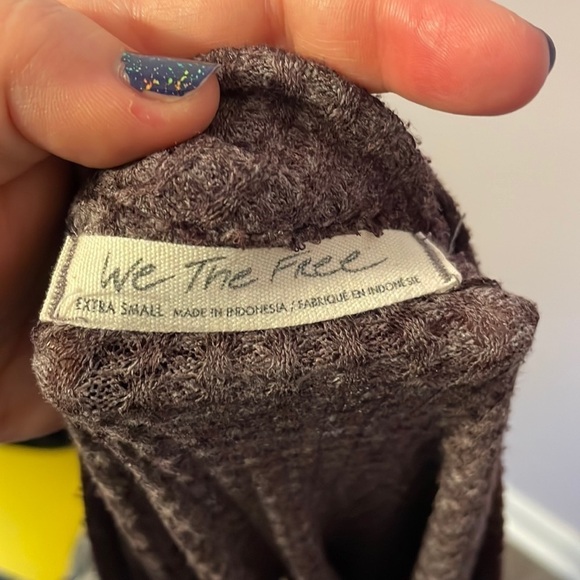 We The Free
EXTRA SMALL MADE IN INDONESIA / FABRIQUÉ EN INDONÉSIE